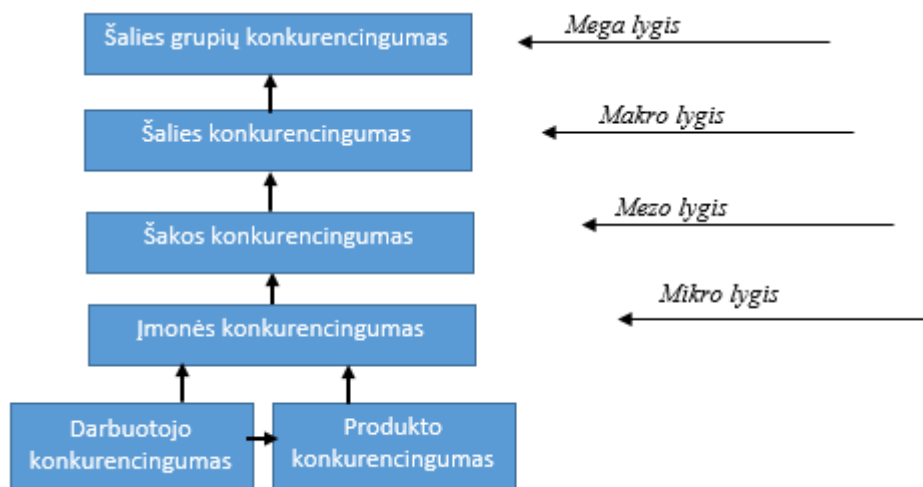 Šalies grupių konkurencingumas
Mega lygis
Šalies konkurencingumas
Makro lygis
Šakos konkurencingumas
Mezo lygis
Įmonės konkurencingumas
Mikro lygis
Darbuotojo
konkurencingumas
Produkto
konkurencingumas